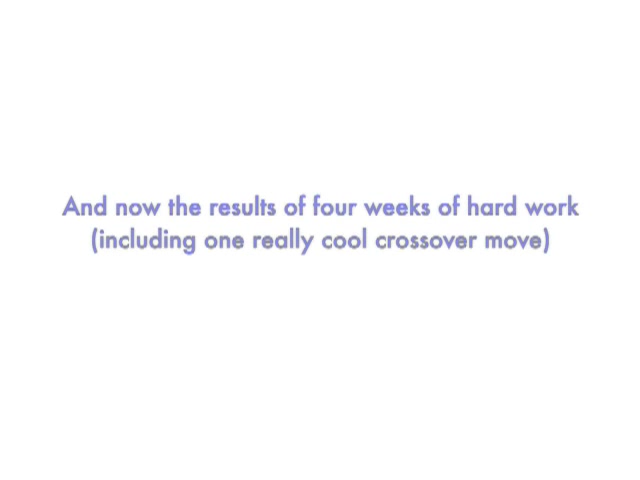 And now the results of four weeks of hard work
(including one really cool crossover move)